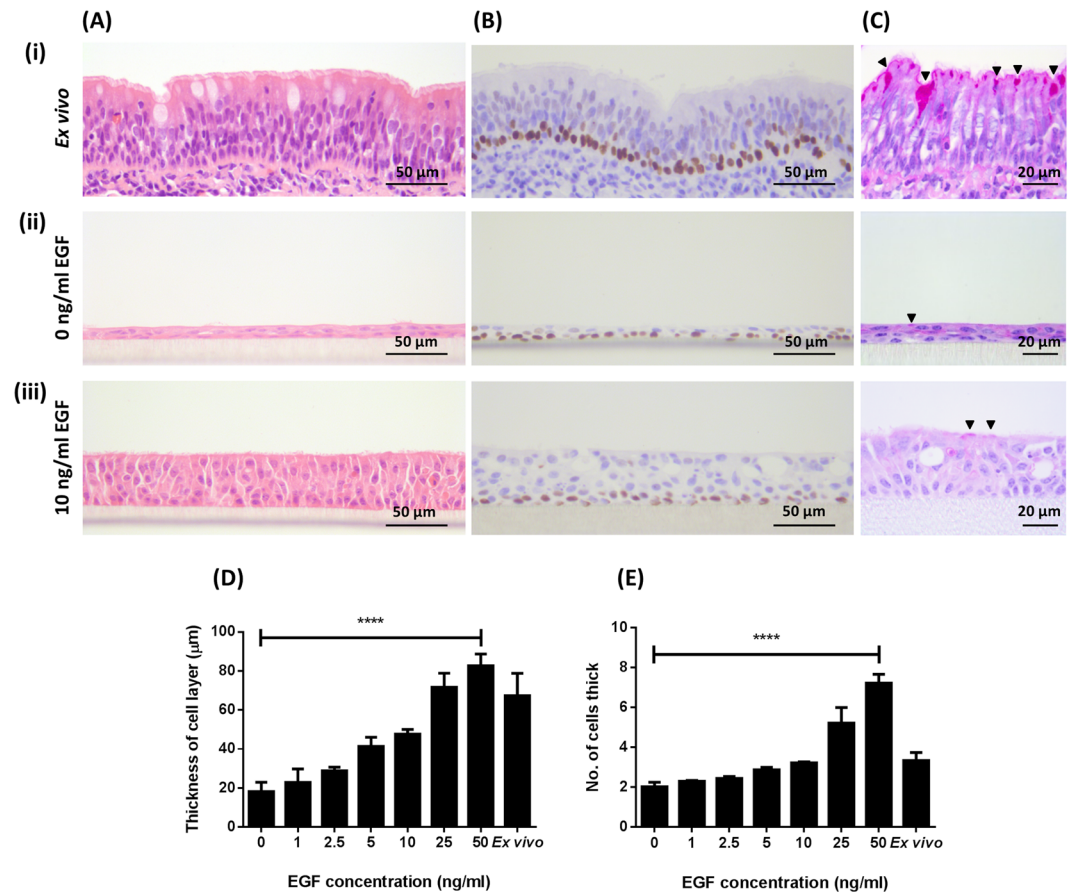 (A) (B) (C)
(i)
Ex vivo
50 µm 50 µm 20 µm
(ii)
0 ng/ml EGF
50 µm 50 µm 20 µm
(iii)
10 ng/ml EGF
50 µm 50 µm 20 µm
(D)
Thickness of cell layer (µm)
100
80
60
40
20
0
****
0 1 2.5 5 10 25 50 Ex vivo
EGF concentration (ng/ml)
(E)
No. of cells thick
10
8
6
4
2
0
****
0 1 2.5 5 10 25 50 Ex vivo
EGF concentration (ng/ml)